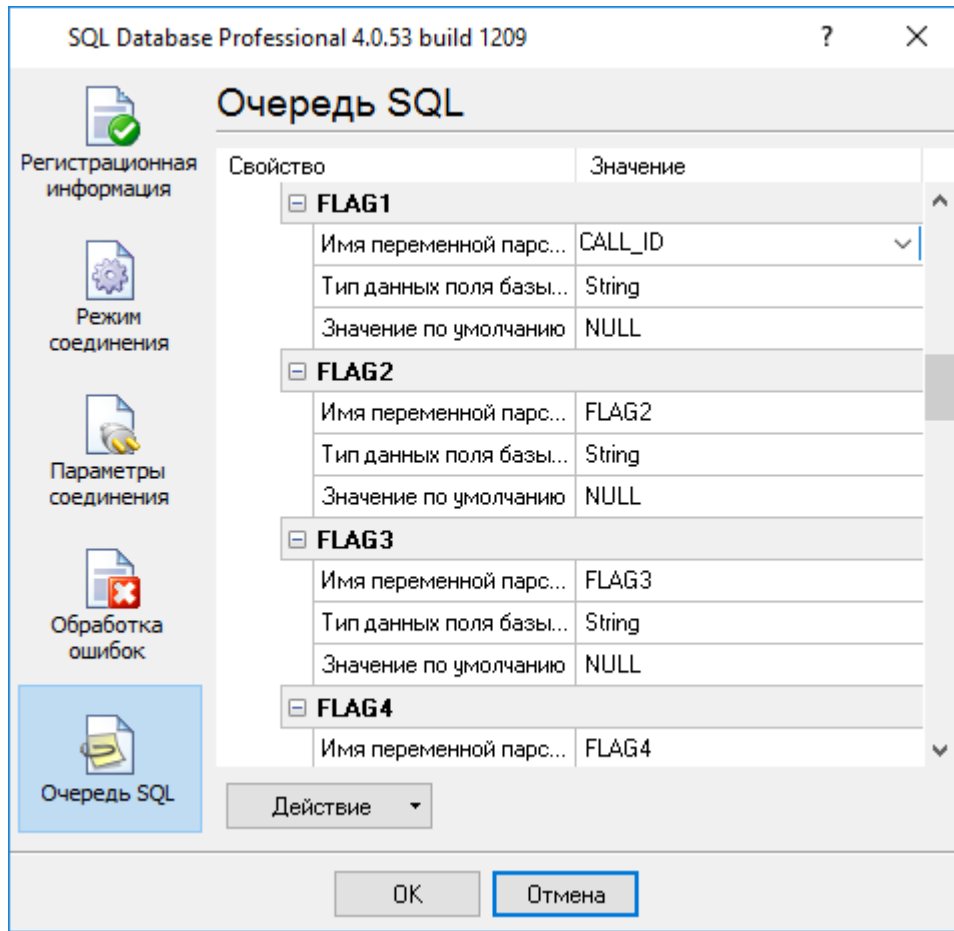 SQL Database Professional 4.0.53 build 1209
?
Регистрационная
информация
Режим
соединения
Параметры
соединения
Обработка
ошибок
Очередь SQL
Очередь SQL
Свойство Значение
FLAG1
Имя переменной парс... CALL_ID
Тип данных поля базы... String
Значение по умолчанию NULL
FLAG2
Имя переменной парс... FLAG2
Тип данных поля базы... String
Значение по умолчанию NULL
FLAG3
Имя переменной парс... FLAG3
Тип данных поля базы... String
Значение по умолчанию NULL
FLAG4
Имя переменной парс... FLAG4
Действие
OK Отмена